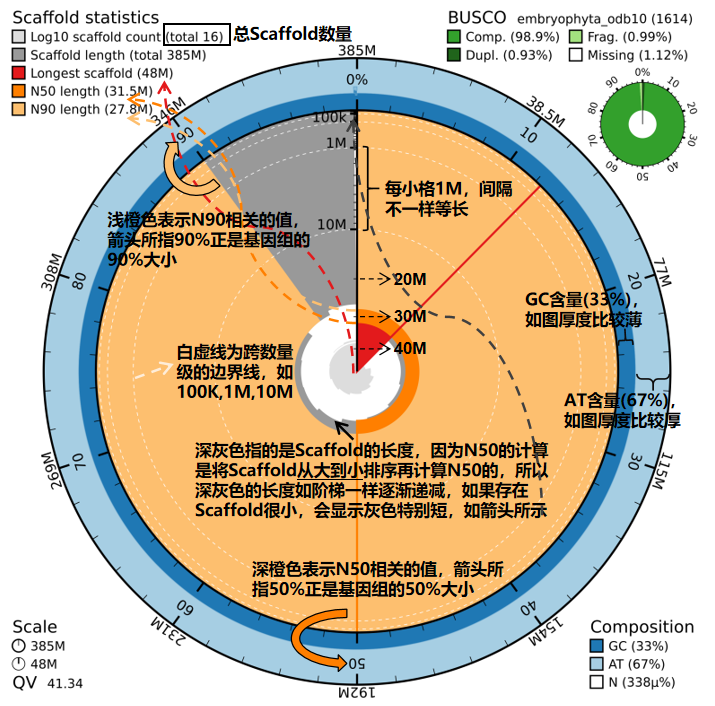 Scaffold statistics
Log10 scaffold count (total 16)
总Scaffold数量
Scaffold length (total 385M)
Longest scaffold (48M)
N50 length (31.5M)
N90 length (27.8M)
BUSCO embryophyta_odb10 (1614)
Comp. (98.9%)
Frag. (0.99%)
Dupl. (0.93%)
Missing (1.12%)
0%
10
20
30
40
50
60
70
80
90
385M
0%
346M
90
38.5M
10
100k
1M
10M
20M
30M
40M
每小格1M，间隔
不一样等长
浅橙色表示N90相关的值，
箭头所指90%正是基因组的
90%大小
308M
80
77M
20
GC含量(33%)，
如图厚度比较薄
白虚线为跨数量
级的边界线，如
100K,1M,10M
AT含量(67%)，
如图厚度比较厚
深灰色指的是Scaffold的长度，因为N50的计算
是将Scaffold从大到小排序再计算N50的，所以
深灰色的长度如阶梯一样逐渐递减，如果存在
Scaffold很小，会显示灰色特别短，如箭头所示
269M
70
115M
30
深橙色表示N50相关的值，箭头所
指50%正是基因组的50%大小
231M
60
154M
40
192M
50
Scale
385M
48M
QV 41.34
Composition
GC (33%)
AT (67%)
N (338µ%)